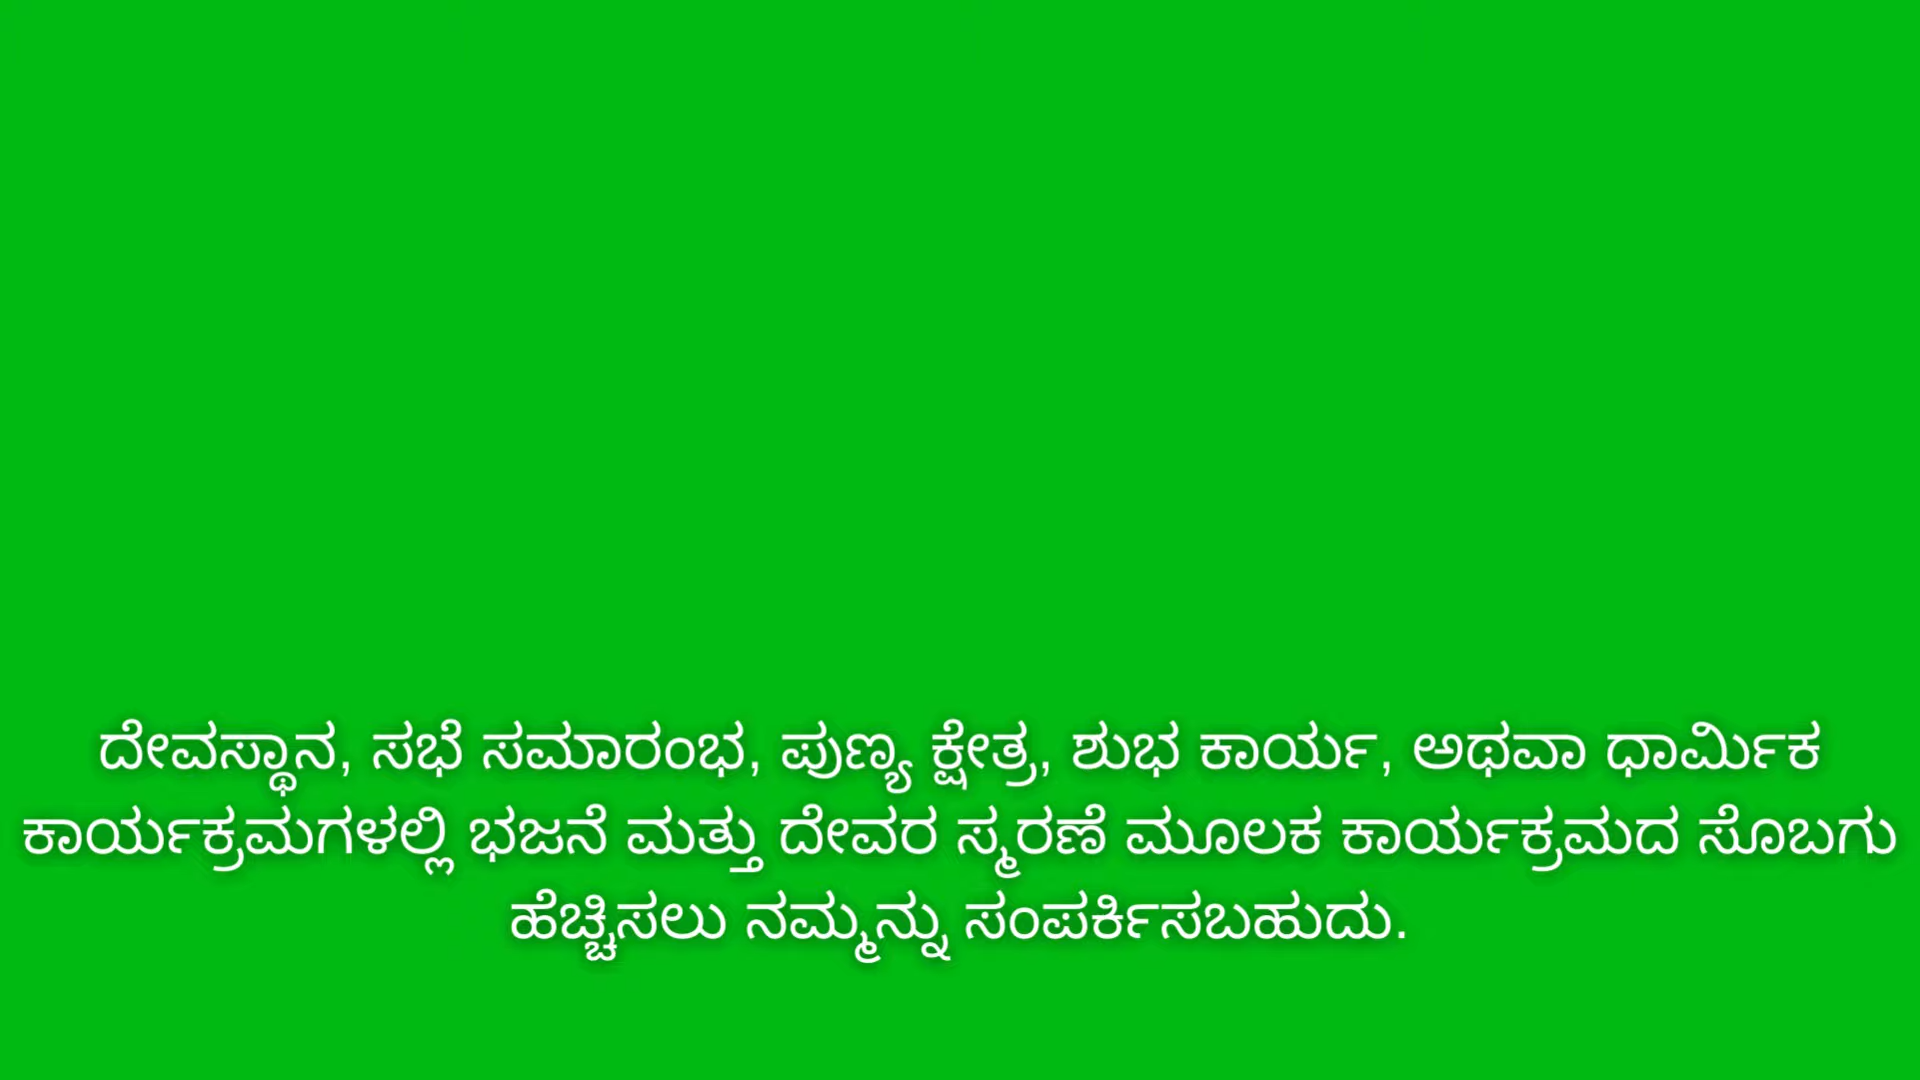 ದೇವಸ್ಥಾನ, ಸಭೆ ಸಮಾರಂಭ, ಪುಣ್ಯ ಕ್ಷೇತ್ರ, ಶುಭ ಕಾರ್ಯ, ಅಥವಾ ಧಾರ್ಮಿಕ
ಕಾರ್ಯಕ್ರಮಗಳಲ್ಲಿ ಭಜನೆ ಮತ್ತು ದೇವರ ಸ್ಮರಣೆ ಮೂಲಕ ಕಾರ್ಯಕ್ರಮದ ಸೊಬಗು
ಹೆಚ್ಚಿಸಲು ನಮ್ಮನ್ನು ಸಂಪರ್ಕಿಸಬಹುದು.